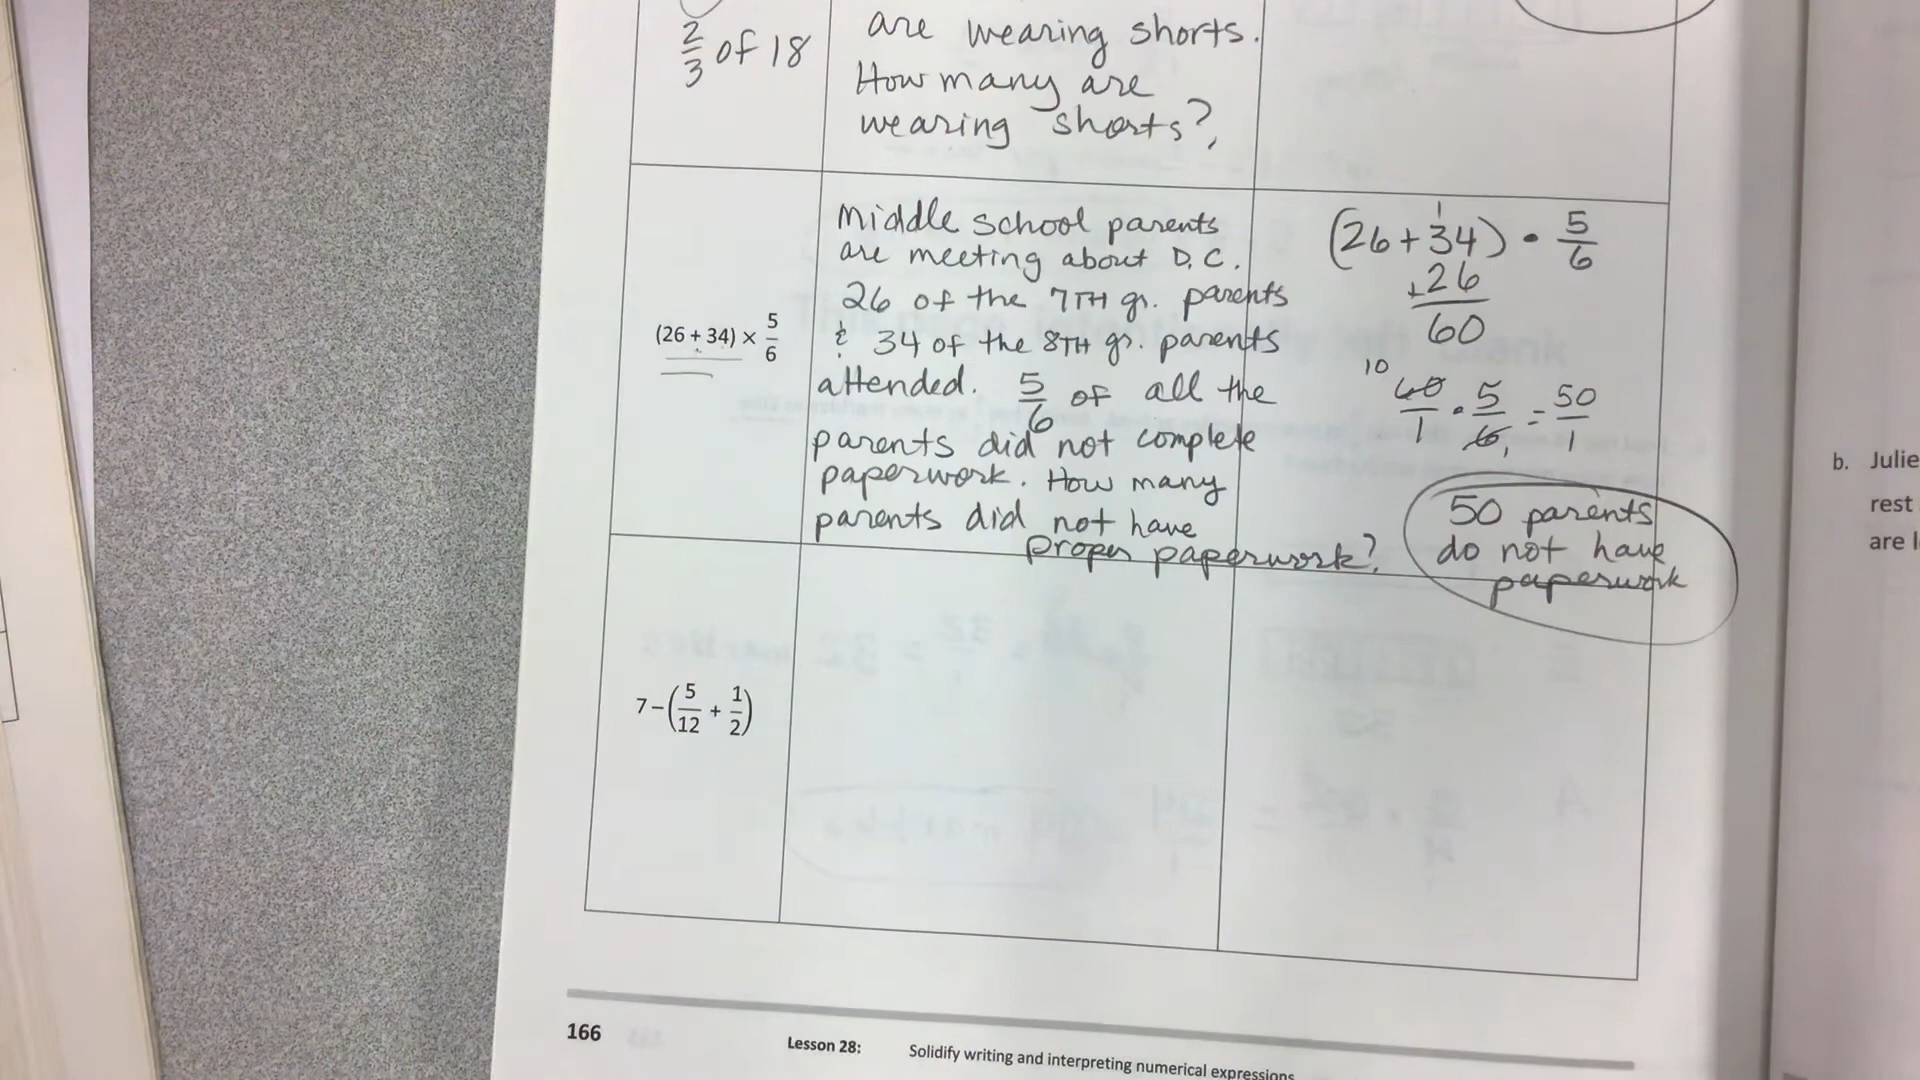 2/3 of 18
are wearing shorts.
How many are
wearing shorts?
(26 + 34) × 5/6
Middle school parents
are meeting about D.C.
26 of the 7TH gr. parents
& 34 of the 8TH gr. parents
attended. 5/6 of all the
parents did not complete
paperwork. How many
parents did not have
proper paperwork?
1
(26 + 34) • 5/6
+26
60
10
60/1 • 5/6 1 = 50/1
50 parents
do not have
paperwork
7 − (5/12 + 1/2)
166
Lesson 28: Solidify writing and interpreting numerical expressions
b. Julie
rest
are l